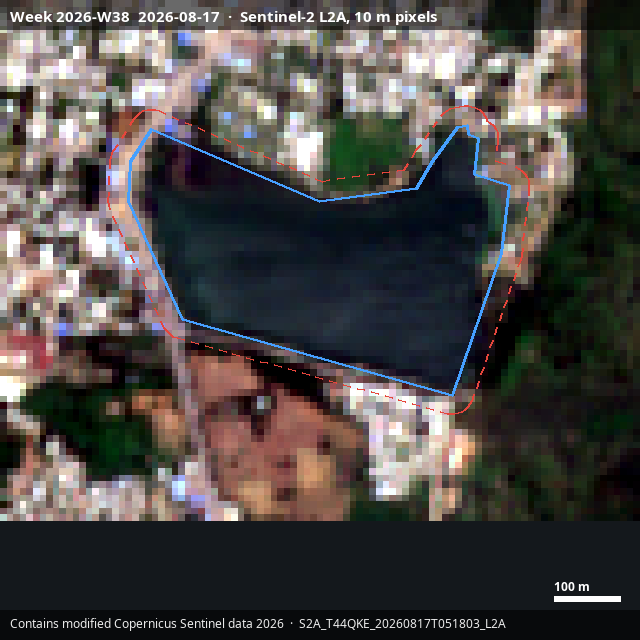 Week 2026-W38  2026-08-17  ·  Sentinel-2 L2A, 10 m pixels
100 m
Contains modified Copernicus Sentinel data 2026  ·  S2A_T44QKE_20260817T051803_L2A